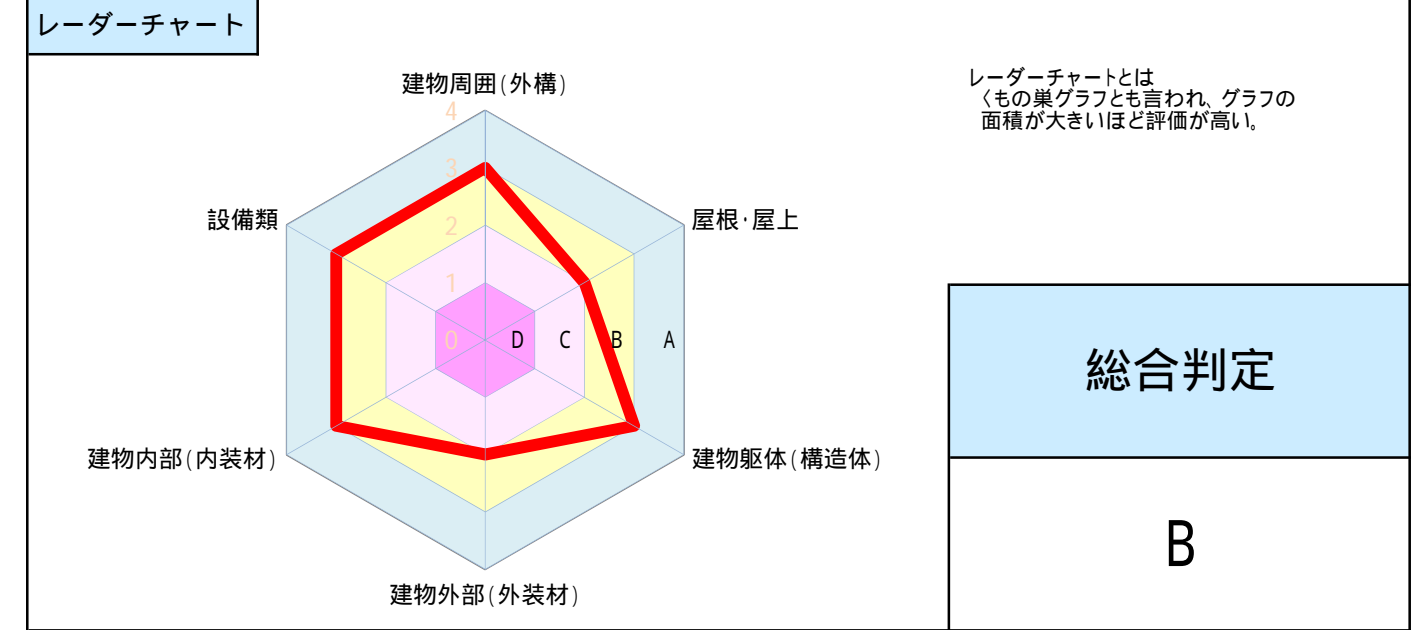 レーダーチャート
建物周囲(外構)
レーダーチャートとは
くもの巣グラフとも言われ、グラフの
面積が大きいほど評価が高い。
4
3
設備類
2
屋根・屋上
1
0
D
C
B
A
総合判定
建物内部(内装材)
建物躯体(構造体)
B
建物外部(外装材)